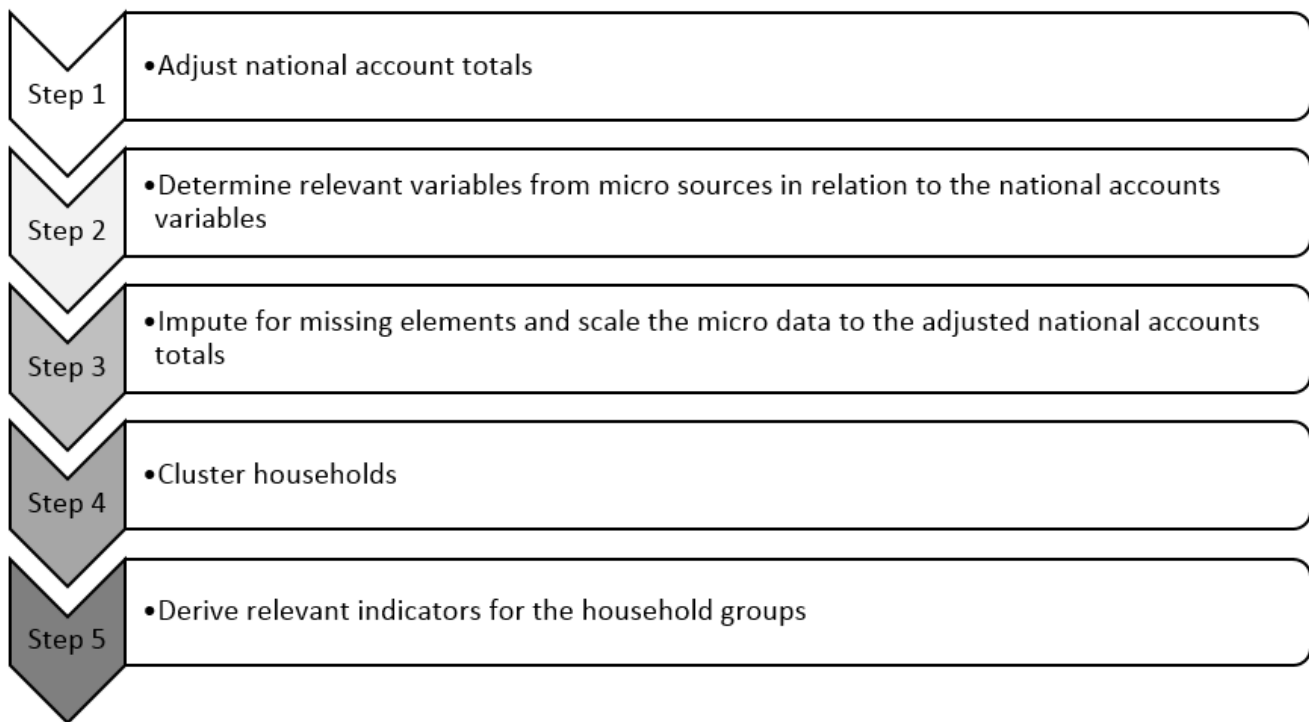 Step 1
•Adjust national account totals
Step 2
•Determine relevant variables from micro sources in relation to the national accounts
variables
Step 3
•Impute for missing elements and scale the micro data to the adjusted national accounts
totals
Step 4
•Cluster households
Step 5
•Derive relevant indicators for the household groups